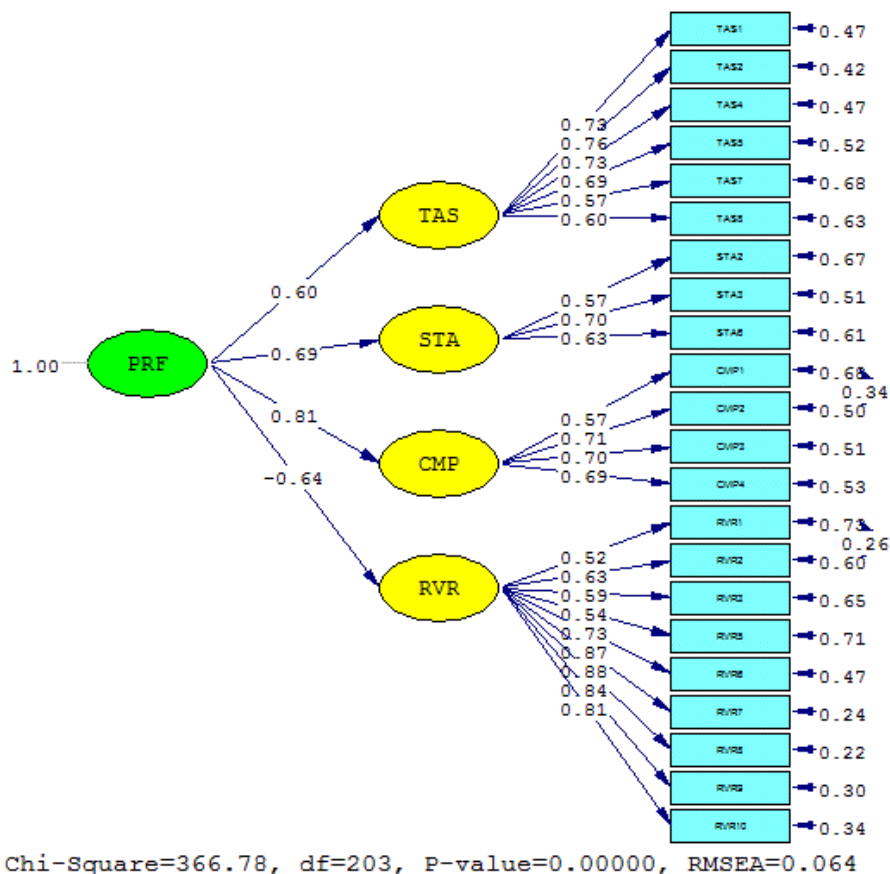 TAS1 0.47
TAS2 0.42
TAS4 0.47
0.73
0.76
0.73
0.69
0.57
0.60
0.52
TAS7 0.68
TAS8 0.63
TAS
STA2 0.67
0.60
0.57
0.70
0.63
STA3 0.51
STA6 0.61
STA
0.69
1.00 PRF
CMP1 0.68
0.34
CMP2 0.50
0.81
0.57
0.71
0.70
0.69
CMP3 0.51
CMP
-0.64
CMP4 0.53
RVR1 0.73
0.26
0.52
0.63
0.59
0.54
0.73
0.87
0.88
0.84
0.81
RVR2 0.60
RVR
RVR3 0.65
RVR5 0.71
RVR6 0.47
RVR7 0.24
RVR8 0.22
RVR9 0.30
RVR10 0.34
Chi-Square=366.78, df=203, P-value=0.00000, RMSEA=0.064